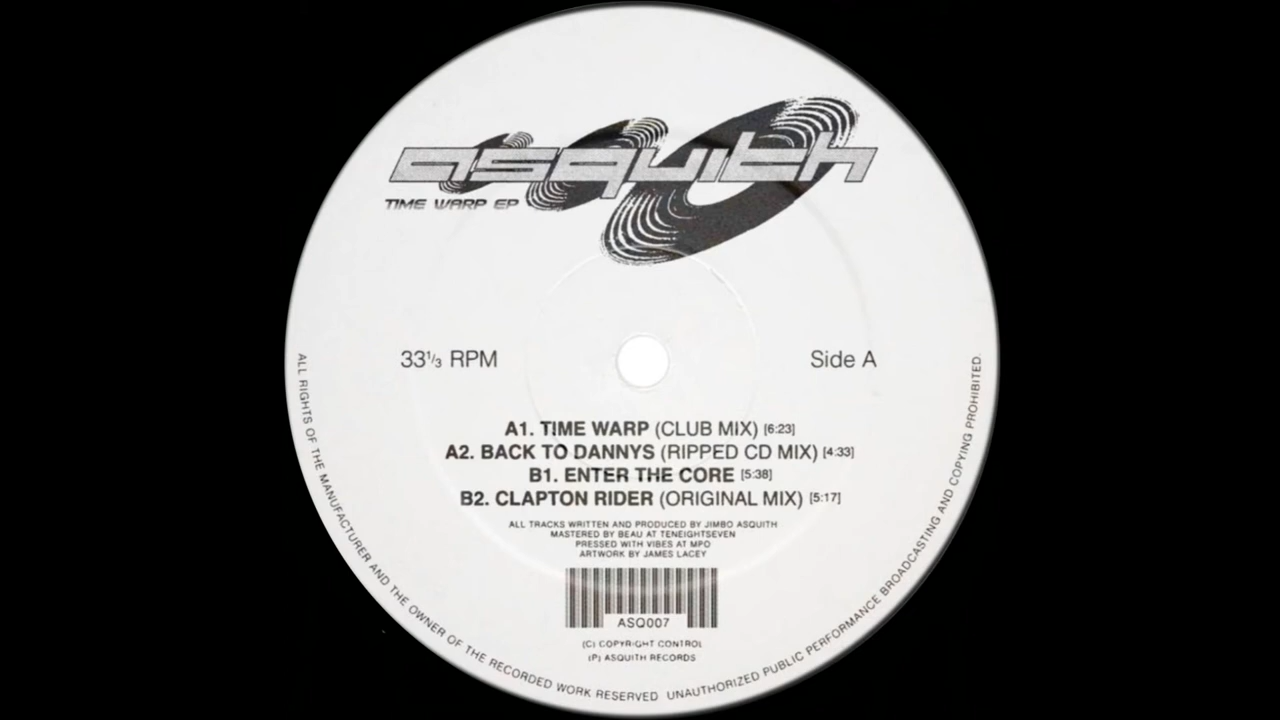 asquith
TIME WARP EP
33⅓ RPM
Side A
A1. TIME WARP (CLUB MIX) [6:23]
A2. BACK TO DANNYS (RIPPED CD MIX) [4:33]
B1. ENTER THE CORE [5:38]
B2. CLAPTON RIDER (ORIGINAL MIX) [5:17]
ALL TRACKS WRITTEN AND PRODUCED BY JIMBO ASQUITH
MASTERED BY BEAU AT TENEIGHTSEVEN
PRESSED WITH VIBES AT MPO
ARTWORK BY JAMES LACEY
ASQ007
(C) COPYRIGHT CONTROL
(P) ASQUITH RECORDS
ALL RIGHTS OF THE MANUFACTURER AND THE OWNER OF THE RECORDED WORK RESERVED UNAUTHORIZED PUBLIC PERFORMANCE BROADCASTING AND COPYING PROHIBITED.